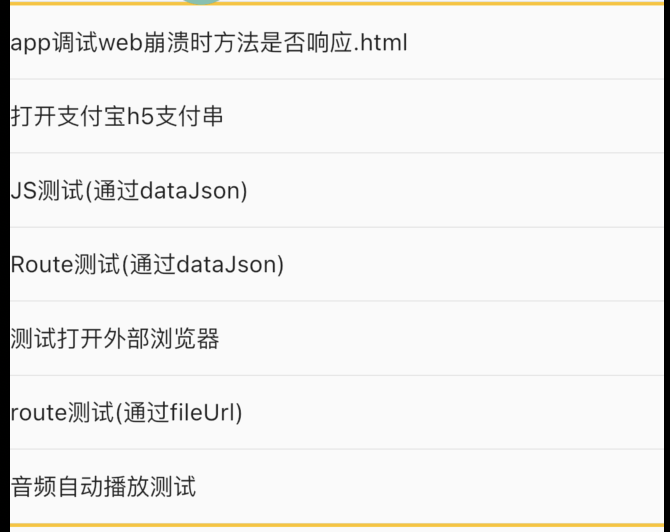 app调试web崩溃时方法是否响应.html
打开支付宝h5支付串
JS测试(通过dataJson)
Route测试(通过dataJson)
测试打开外部浏览器
route测试(通过fileUrl)
音频自动播放测试